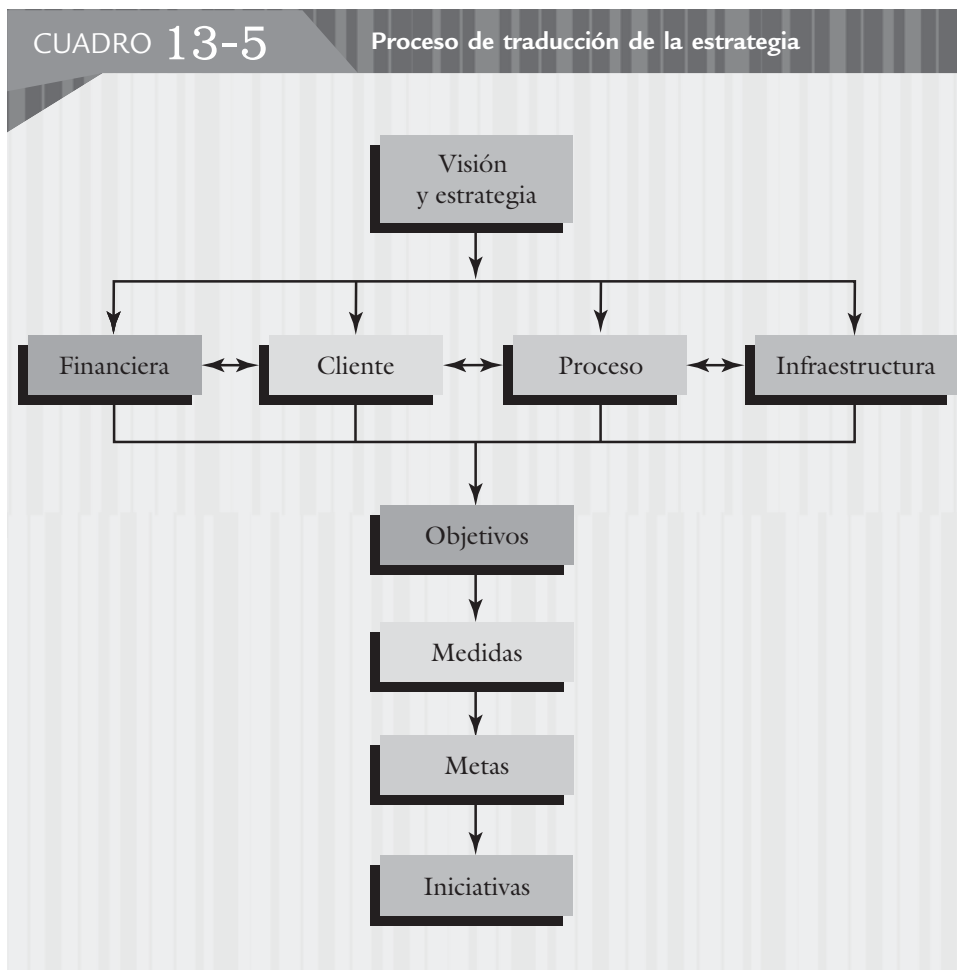 CUADRO 13-5
Proceso de traducción de la estrategia
Visión
y estrategia
Financiera
Cliente
Proceso
Infraestructura
Objetivos
Medidas
Metas
Iniciativas